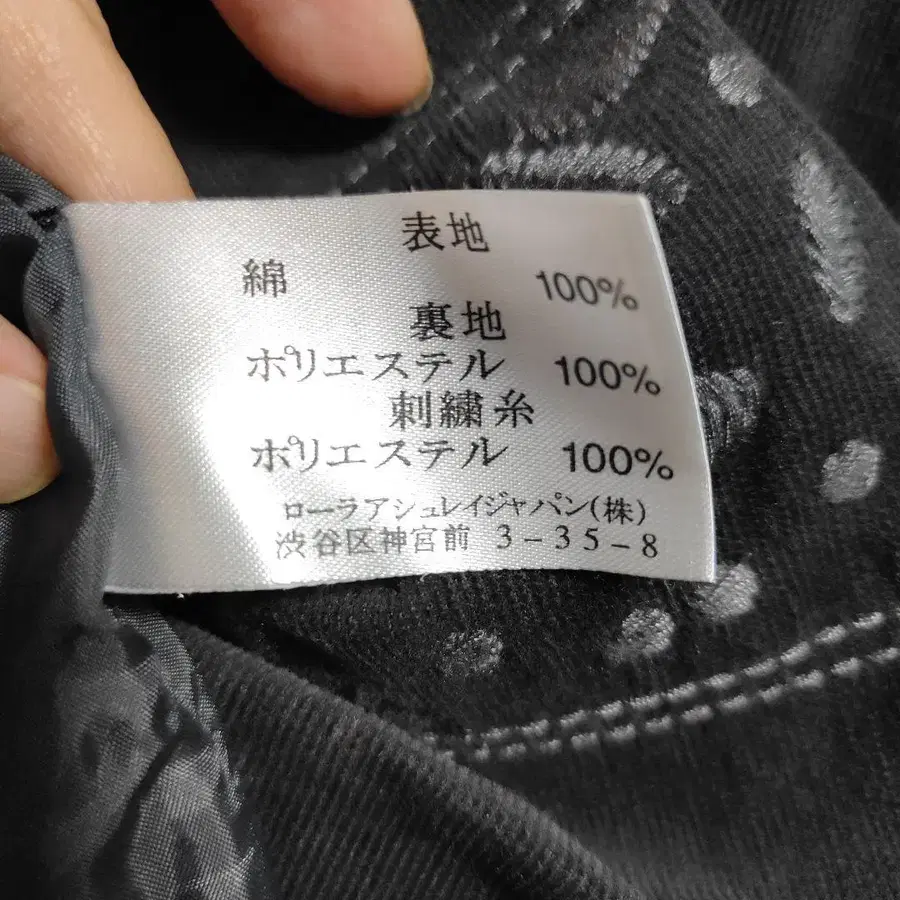 表地
綿 100%
裏地
ポリエステル 100%
刺繍糸
ポリエステル 100%
ローラアシュレイジャパン(株)
渋谷区神宮前 3-35-8